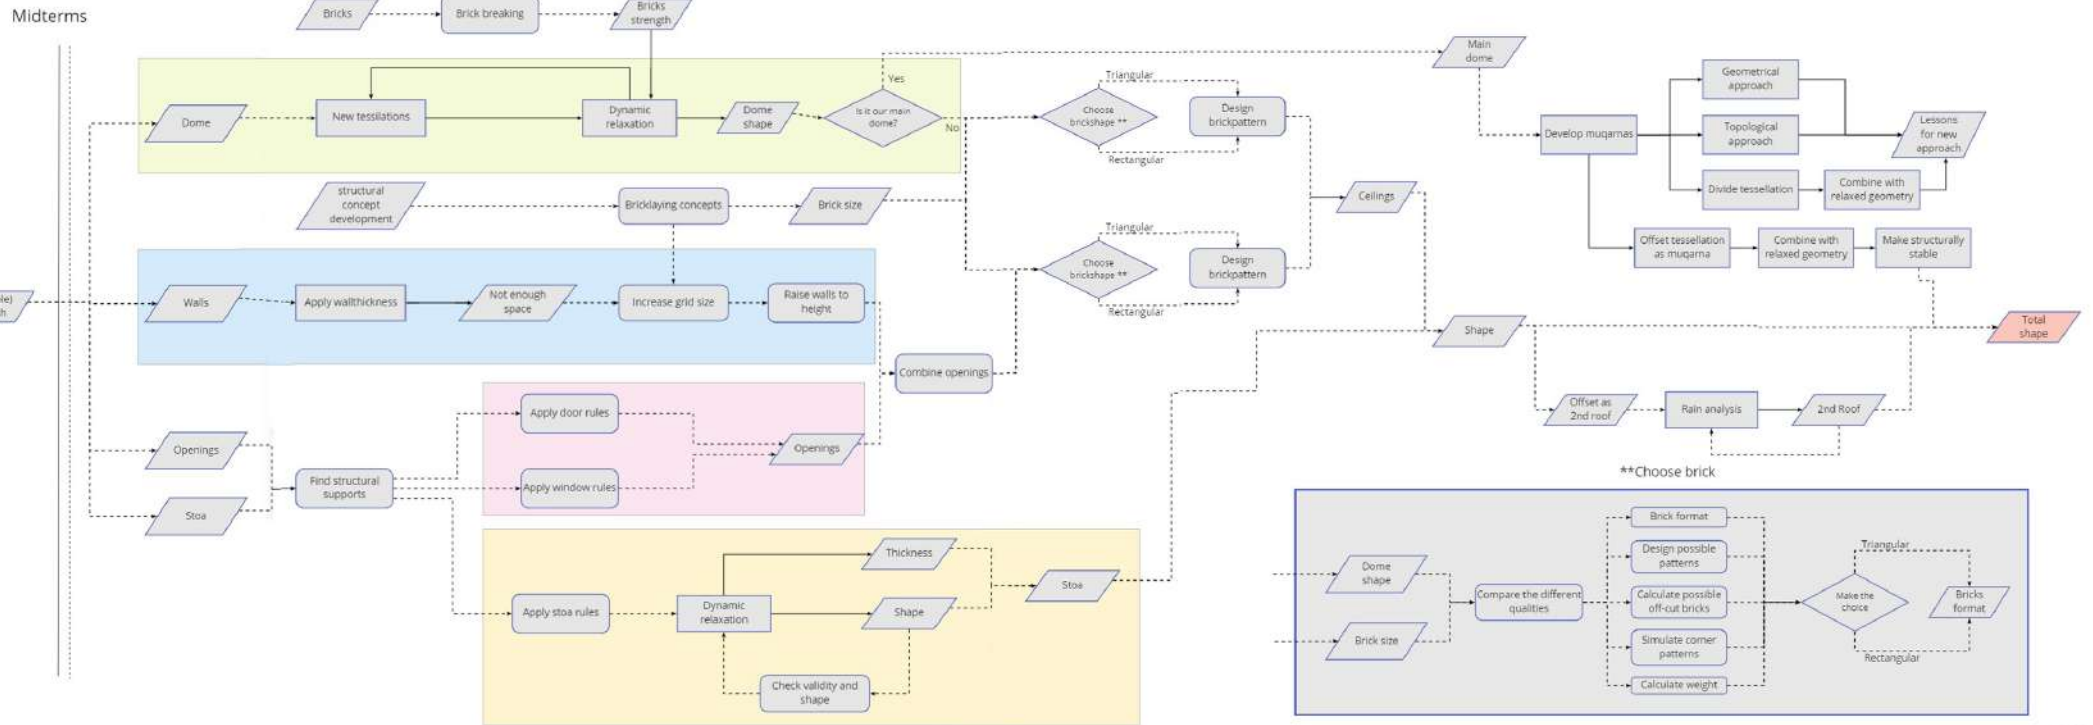 Midterms
Bricks
Brick breaking
Bricks
strength
Dome
New tessilations
Dynamic
relaxation
Dome
shape
Is it our main
dome?
Yes
No
structural
concept
development
Bricklaying concepts
Brick size
Walls
Apply wallthickness
Not enough
space
Increase grid size
Raise walls to
height
Combine openings
Openings
Stoa
Find structural
supports
Apply door rules
Apply window rules
Openings
Apply stoa rules
Dynamic
relaxation
Thickness
Shape
Check validity and
shape
Stoa
Choose
brickshape **
Triangular
Rectangular
Design
brickpattern
Choose
brickshape **
Triangular
Rectangular
Design
brickpattern
Ceilings
Main
dome
Develop muqarnas
Geometrical
approach
Topological
approach
Divide tessellation
Combine with
relaxed geometry
Lessons
for new
approach
Offset tessellation
as muqarna
Combine with
relaxed geometry
Make structurally
stable
Shape
Total
shape
Offset as
2nd roof
Rain analysis
2nd Roof
**Choose brick
Dome
shape
Brick size
Compare the different
qualities
Brick format
Design possible
patterns
Calculate possible
off-cut bricks
Simulate corner
patterns
Calculate weight
Make the
choice
Triangular
Rectangular
Bricks
format